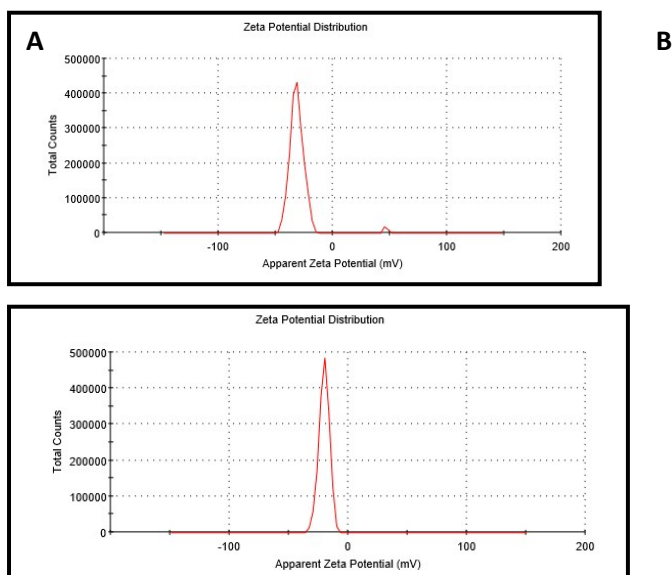 A
B
Zeta Potential Distribution
500000
400000
300000
200000
100000
0
Total Counts
-100 0 100 200
Apparent Zeta Potential (mV)
Zeta Potential Distribution
500000
400000
300000
200000
100000
0
Total Counts
-100 0 100 200
Apparent Zeta Potential (mV)